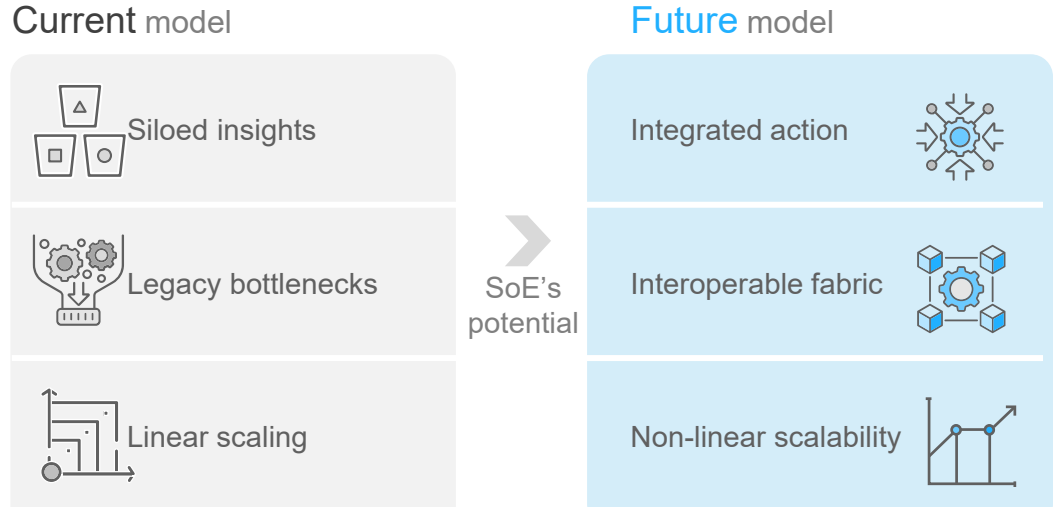 Current model
Future model
Siloed insights
Integrated action
Legacy bottlenecks
SoE’s
potential
Interoperable fabric
Linear scaling
Non-linear scalability